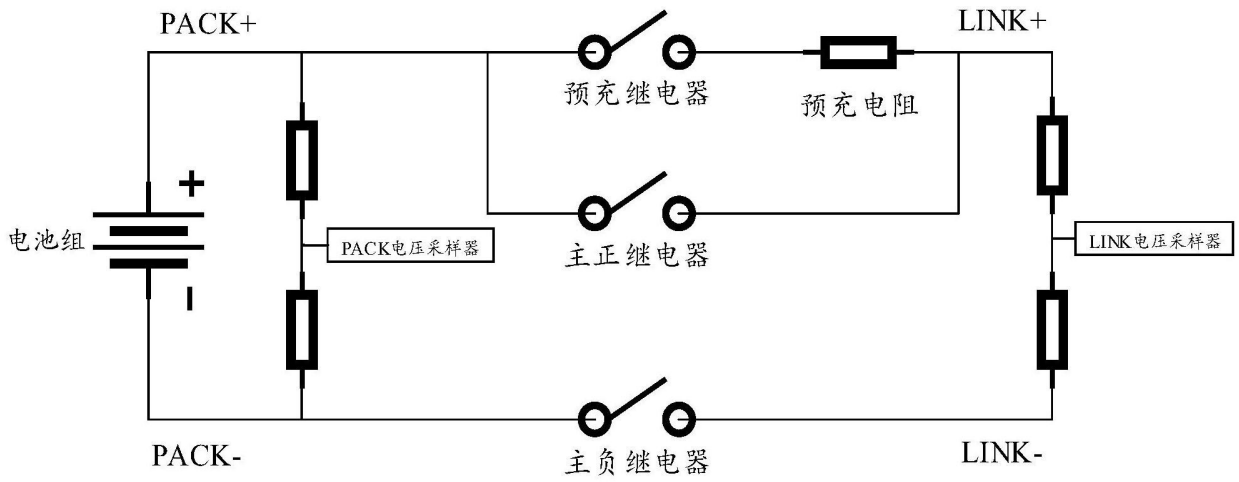 PACK+
LINK+
预充继电器
预充电阻
+
电池组
PACK电压采样器
主正继电器
LINK电压采样器
PACK-
主负继电器
LINK-